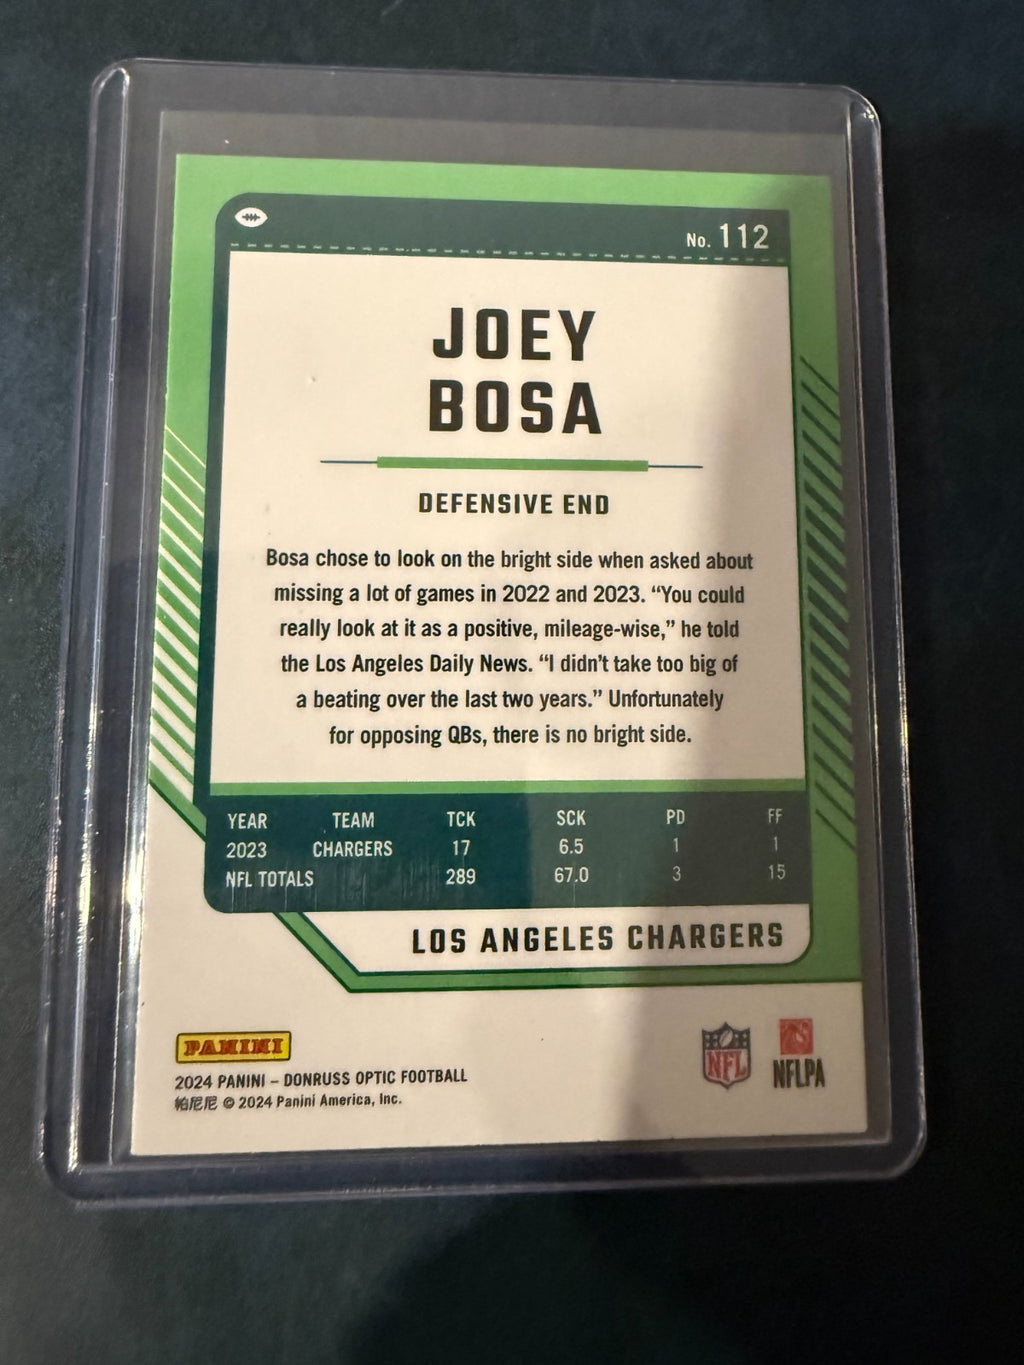 No. 112
JOEY
BOSA
DEFENSIVE END
Bosa chose to look on the bright side when asked about
missing a lot of games in 2022 and 2023. “You could
really look at it as a positive, mileage-wise,” he told
the Los Angeles Daily News. “I didn’t take too big of
a beating over the last two years.” Unfortunately
for opposing QBs, there is no bright side.
YEAR TEAM TCK SCK PD FF
2023 CHARGERS 17 6.5 1 1
NFL TOTALS 289 67.0 3 15
LOS ANGELES CHARGERS
PANINI
2024 PANINI – DONRUSS OPTIC FOOTBALL
帕尼尼 © 2024 Panini America, Inc.
NFL
NFLPA